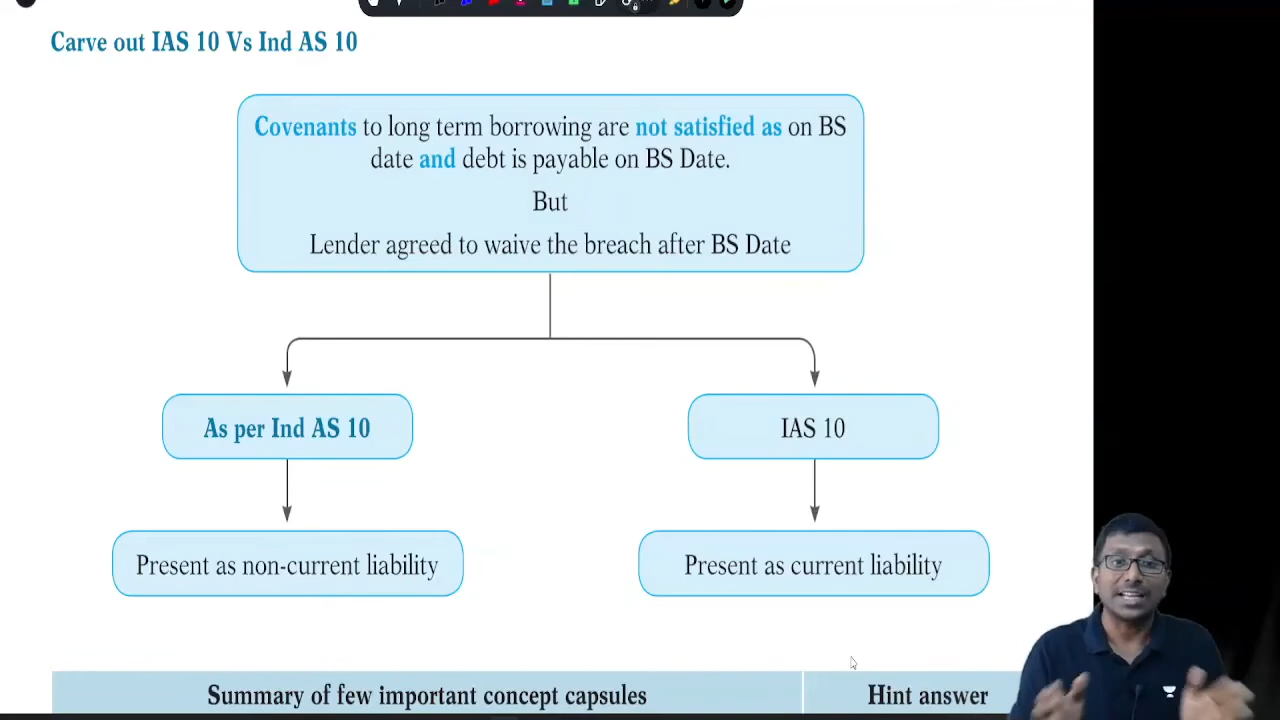 Carve out IAS 10 Vs Ind AS 10
Covenants to long term borrowing are not satisfied as on BS
date and debt is payable on BS Date.
But
Lender agreed to waive the breach after BS Date
As per Ind AS 10
IAS 10
Present as non-current liability
Present as current liability
Summary of few important concept capsules
Hint answer